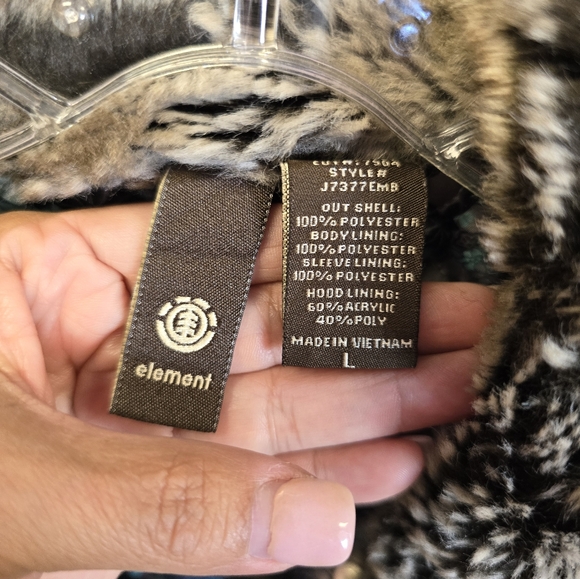 STYLE#
J7377EMB
OUT SHELL:
100% POLYESTER
BODY LINING:
100% POLYESTER
SLEEVE LINING:
100% POLYESTER
HOOD LINING:
60% ACRYLIC
40% POLY
MADE IN VIETNAM
L
element